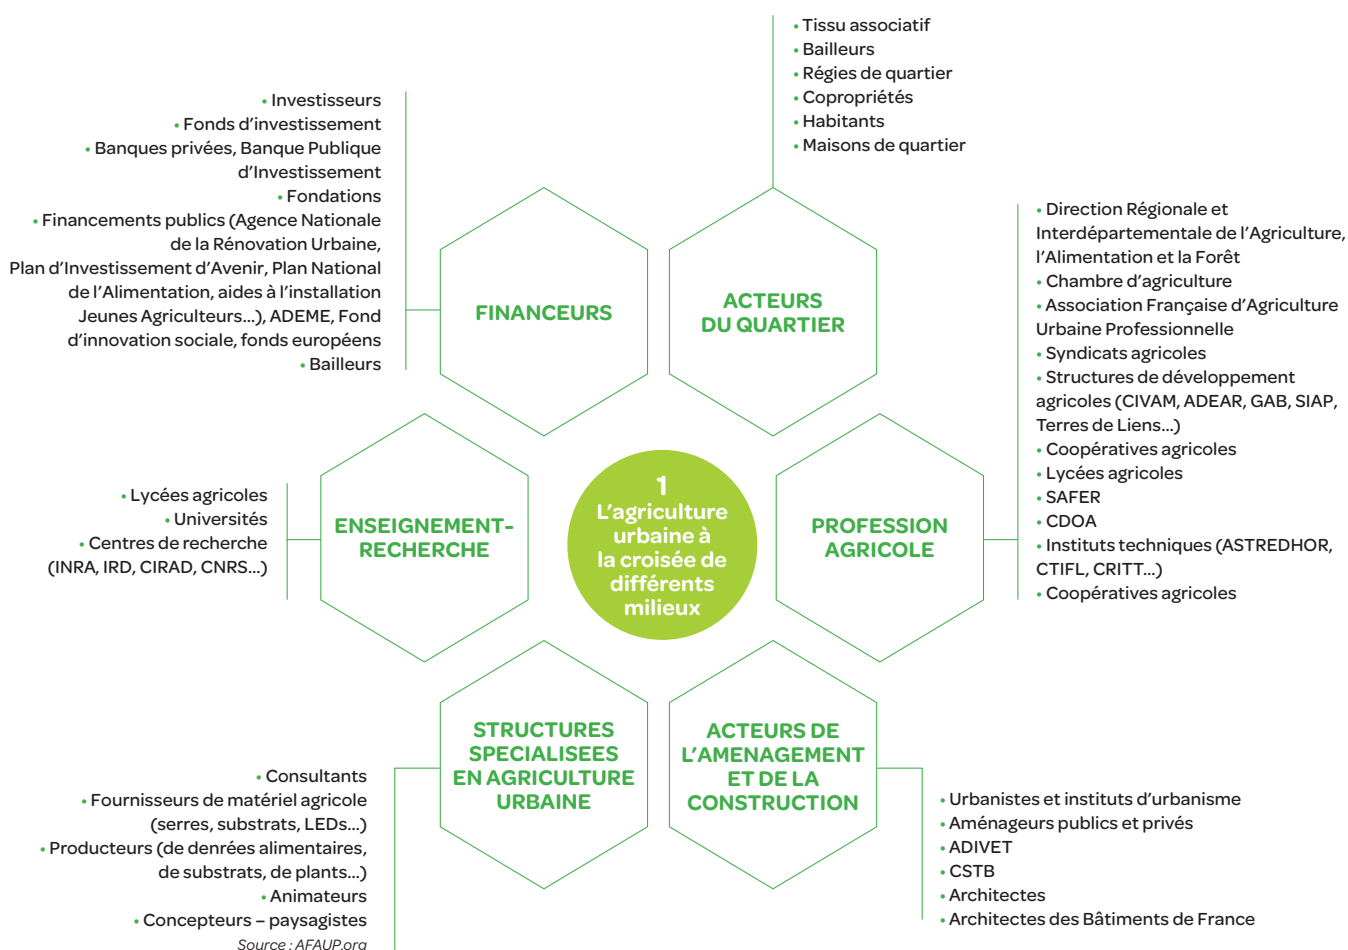 • Tissu associatif
• Bailleurs
• Régies de quartier
• Copropriétés
• Habitants
• Maisons de quartier
• Investisseurs
• Fonds d’investissement
• Banques privées, Banque Publique
d’Investissement
• Fondations
• Financements publics (Agence Nationale
de la Rénovation Urbaine,
Plan d’Investissement d’Avenir, Plan National
de l’Alimentation, aides à l’installation
Jeunes Agriculteurs...), ADEME, Fond
d’innovation sociale, fonds européens
• Bailleurs
FINANCEURS
ACTEURS
DU QUARTIER
• Direction Régionale et
Interdépartementale de l’Agriculture,
l’Alimentation et la Forêt
• Chambre d’agriculture
• Association Française d’Agriculture
Urbaine Professionnelle
• Syndicats agricoles
• Structures de développement
agricoles (CIVAM, ADEAR, GAB, SIAP,
Terres de Liens...)
• Coopératives agricoles
• Lycées agricoles
• SAFER
• CDOA
• Instituts techniques (ASTREDHOR,
CTIFL, CRITT...)
• Coopératives agricoles
• Lycées agricoles
• Universités
• Centres de recherche
(INRA, IRD, CIRAD, CNRS...)
ENSEIGNEMENT-
RECHERCHE
1
L’agriculture
urbaine à
la croisée de
différents
milieux
PROFESSION
AGRICOLE
STRUCTURES
SPECIALISEES
EN AGRICULTURE
URBAINE
ACTEURS DE
L’AMENAGEMENT
ET DE LA
CONSTRUCTION
• Consultants
• Fournisseurs de matériel agricole
(serres, substrats, LEDs...)
• Producteurs (de denrées alimentaires,
de substrats, de plants...)
• Animateurs
• Concepteurs – paysagistes
Source : AFAUP.org
• Urbanistes et instituts d’urbanisme
• Aménageurs publics et privés
• ADIVET
• CSTB
• Architectes
• Architectes des Bâtiments de France